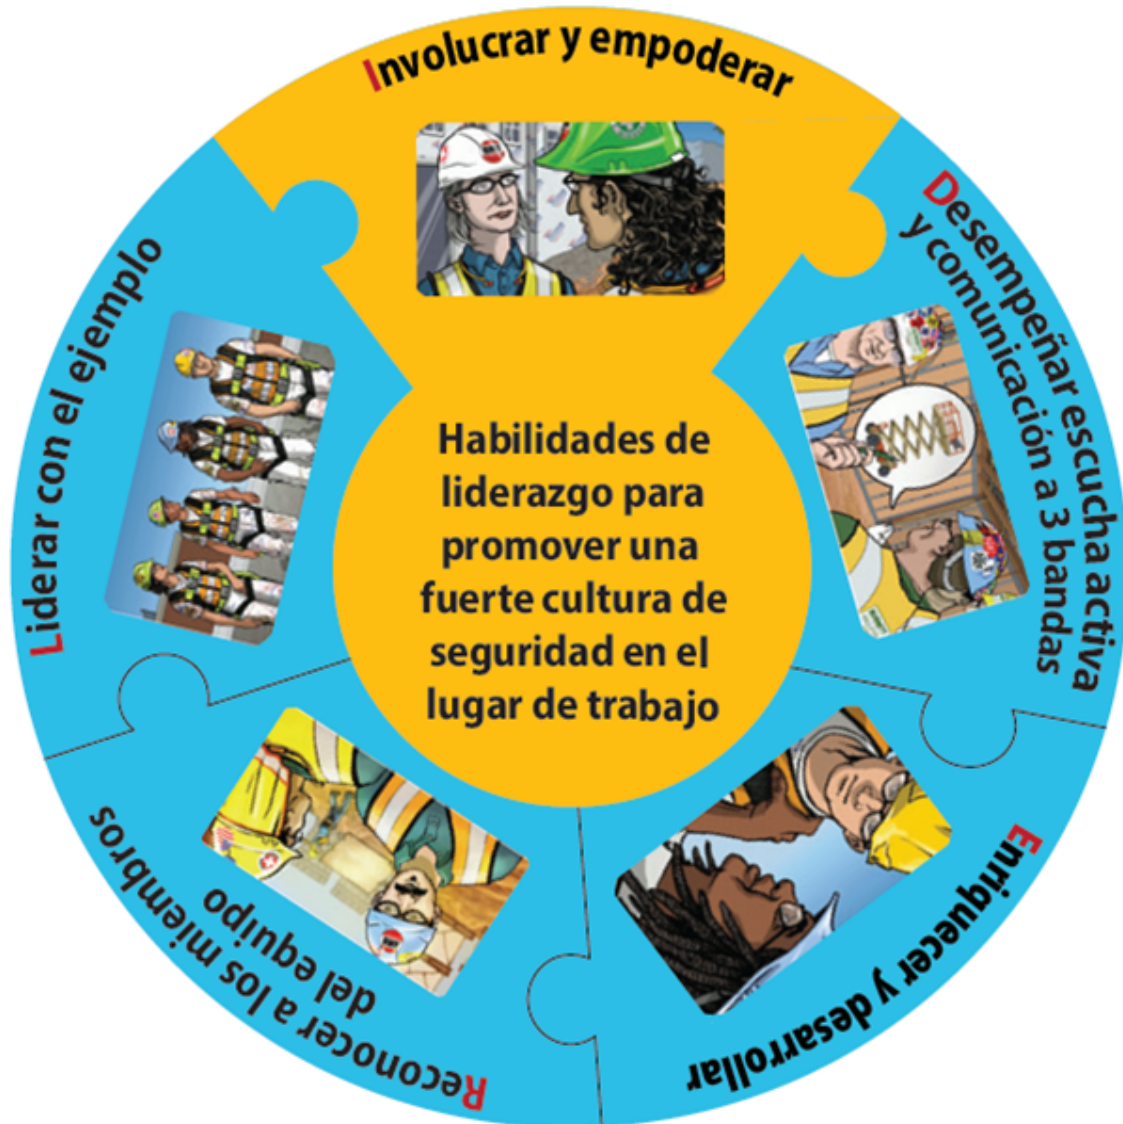 Involucrar y empoderar
Desempeñar escucha activa
y comunicación a 3 bandas
Enriquecer y desarrollar
Reconocer a los miembros
del equipo
Liderar con el ejemplo
Habilidades de
liderazgo para
promover una
fuerte cultura de
seguridad en el
lugar de trabajo